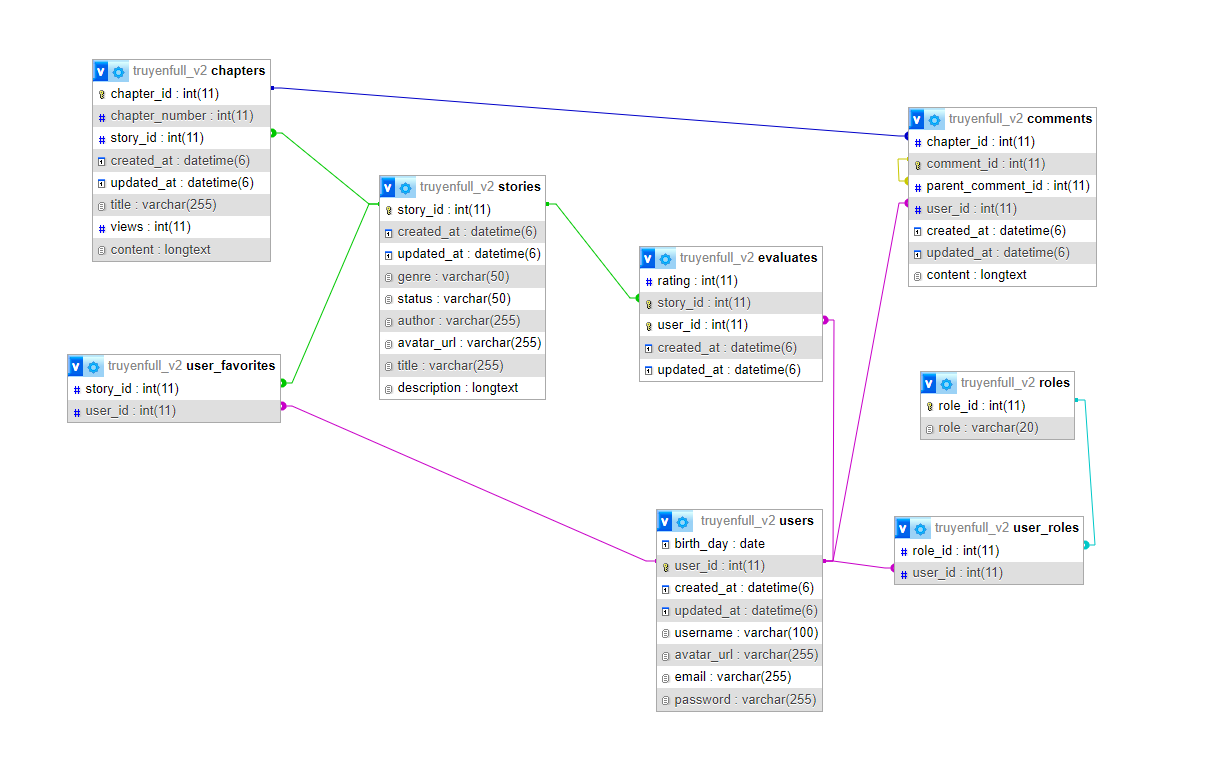 truyenfull_v2 chapters
chapter_id : int(11)
chapter_number : int(11)
story_id : int(11)
created_at : datetime(6)
updated_at : datetime(6)
title : varchar(255)
views : int(11)
content : longtext
truyenfull_v2 stories
story_id : int(11)
created_at : datetime(6)
updated_at : datetime(6)
genre : varchar(50)
status : varchar(50)
author : varchar(255)
avatar_url : varchar(255)
title : varchar(255)
description : longtext
truyenfull_v2 user_favorites
story_id : int(11)
user_id : int(11)
truyenfull_v2 evaluates
rating : int(11)
story_id : int(11)
user_id : int(11)
created_at : datetime(6)
updated_at : datetime(6)
truyenfull_v2 comments
chapter_id : int(11)
comment_id : int(11)
parent_comment_id : int(11)
user_id : int(11)
created_at : datetime(6)
updated_at : datetime(6)
content : longtext
truyenfull_v2 roles
role_id : int(11)
role : varchar(20)
truyenfull_v2 users
birth_day : date
user_id : int(11)
created_at : datetime(6)
updated_at : datetime(6)
username : varchar(100)
avatar_url : varchar(255)
email : varchar(255)
password : varchar(255)
truyenfull_v2 user_roles
role_id : int(11)
user_id : int(11)